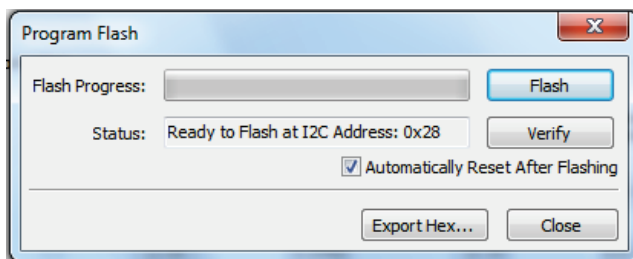 Program Flash
Flash Progress: Flash
Status: Ready to Flash at I2C Address: 0x28 Verify
Automatically Reset After Flashing
Export Hex... Close